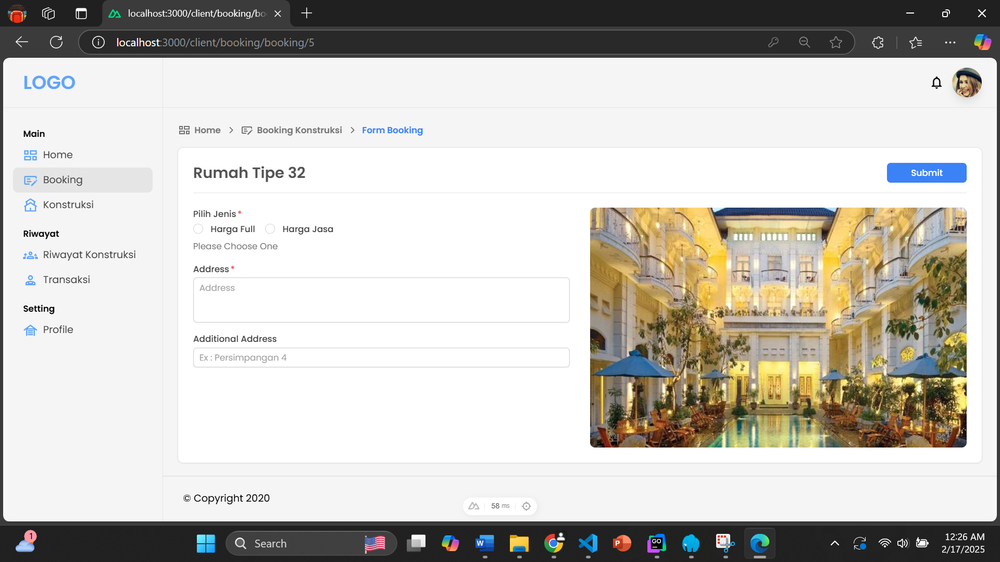 localhost:3000/client/booking/bo
localhost:3000/client/booking/booking/5
LOGO
Main
Home
Booking
Konstruksi
Riwayat
Riwayat Konstruksi
Transaksi
Setting
Profile
Home
Booking Konstruksi
Form Booking
Rumah Tipe 32
Submit
Pilih Jenis*
Harga Full
Harga Jasa
Please Choose One
Address*
Address
Additional Address
Ex : Persimpangan 4
© Copyright 2020
58 ms
1
Search
W
P
GO
12:26 AM
2/17/2025